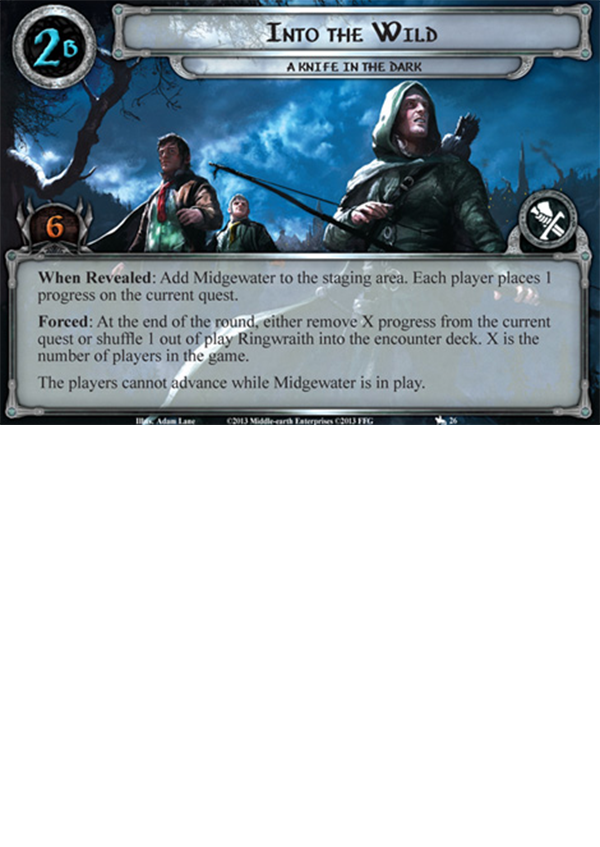 2B
INTO THE WILD
A KNIFE IN THE DARK
6
When Revealed: Add Midgewater to the staging area. Each player places 1
progress on the current quest.
Forced: At the end of the round, either remove X progress from the current
quest or shuffle 1 out of play Ringwraith into the encounter deck. X is the
number of players in the game.
The players cannot advance while Midgewater is in play.
Illus. Adam Lane ©2013 Middle-earth Enterprises ©2013 FFG 26